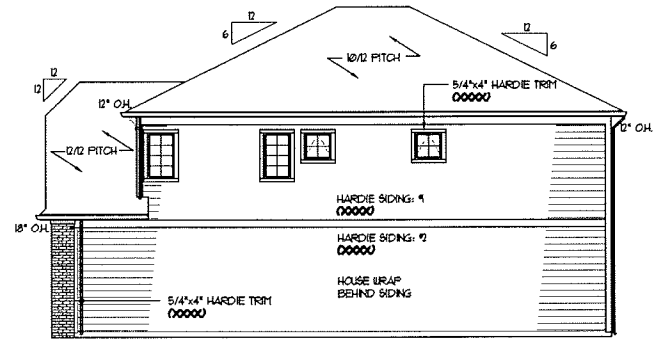 12
6
12
6
12
12
10/12 PITCH
5/4"x4" HARDIE TRIM
(XXXXX)
12" O.H.
12" O.H.
12/12 PITCH
HARDIE SIDING: #1
(XXXXX)
18" O.H.
HARDIE SIDING: #2
(XXXXX)
HOUSE WRAP
BEHIND SIDING
5/4"x4" HARDIE TRIM
(XXXXX)